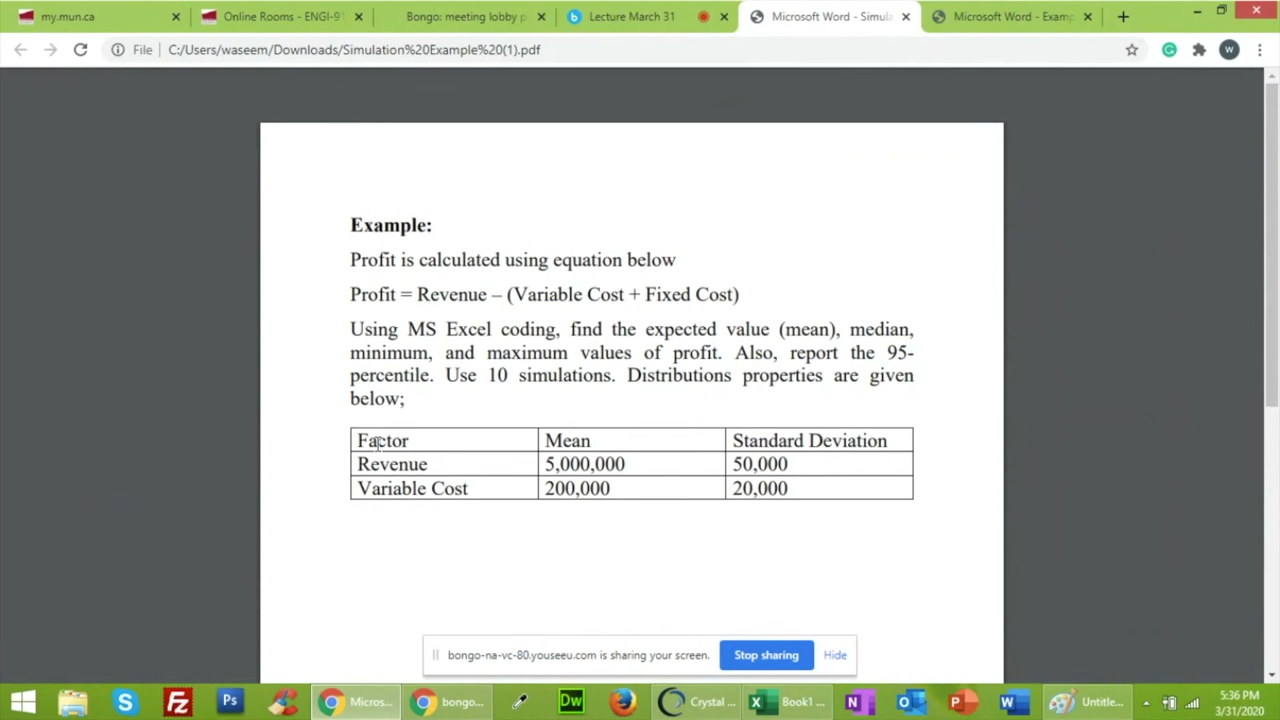 my.mun.ca
Online Rooms - ENGI-9
Bongo: meeting lobby p
Lecture March 31
Microsoft Word - Simula
Microsoft Word - Examp
File
C:/Users/waseem/Downloads/Simulation%20Example%20(1).pdf
W
Example:
Profit is calculated using equation below
Profit = Revenue – (Variable Cost + Fixed Cost)
Using MS Excel coding, find the expected value (mean), median,
minimum, and maximum values of profit. Also, report the 95-
percentile. Use 10 simulations. Distributions properties are given
below;
Factor Mean Standard Deviation
Revenue 5,000,000 50,000
Variable Cost 200,000 20,000
bongo-na-vc-80.youseeu.com is sharing your screen.
Stop sharing
Hide
Fz
Ps
Micros...
bongo...
Dw
Crystal ...
Book1 ...
Untitle...
5:36 PM
3/31/2020